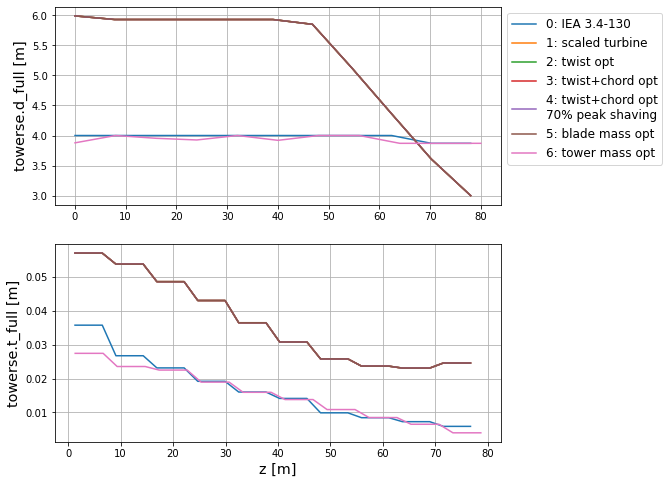 towerse.d_full [m]
6.0
5.5
5.0
4.5
4.0
3.5
3.0
0 10 20 30 40 50 60 70 80
0: IEA 3.4-130
1: scaled turbine
2: twist opt
3: twist+chord opt
4: twist+chord opt
70% peak shaving
5: blade mass opt
6: tower mass opt
towerse.t_full [m]
0.05
0.04
0.03
0.02
0.01
0 10 20 30 40 50 60 70 80
z [m]